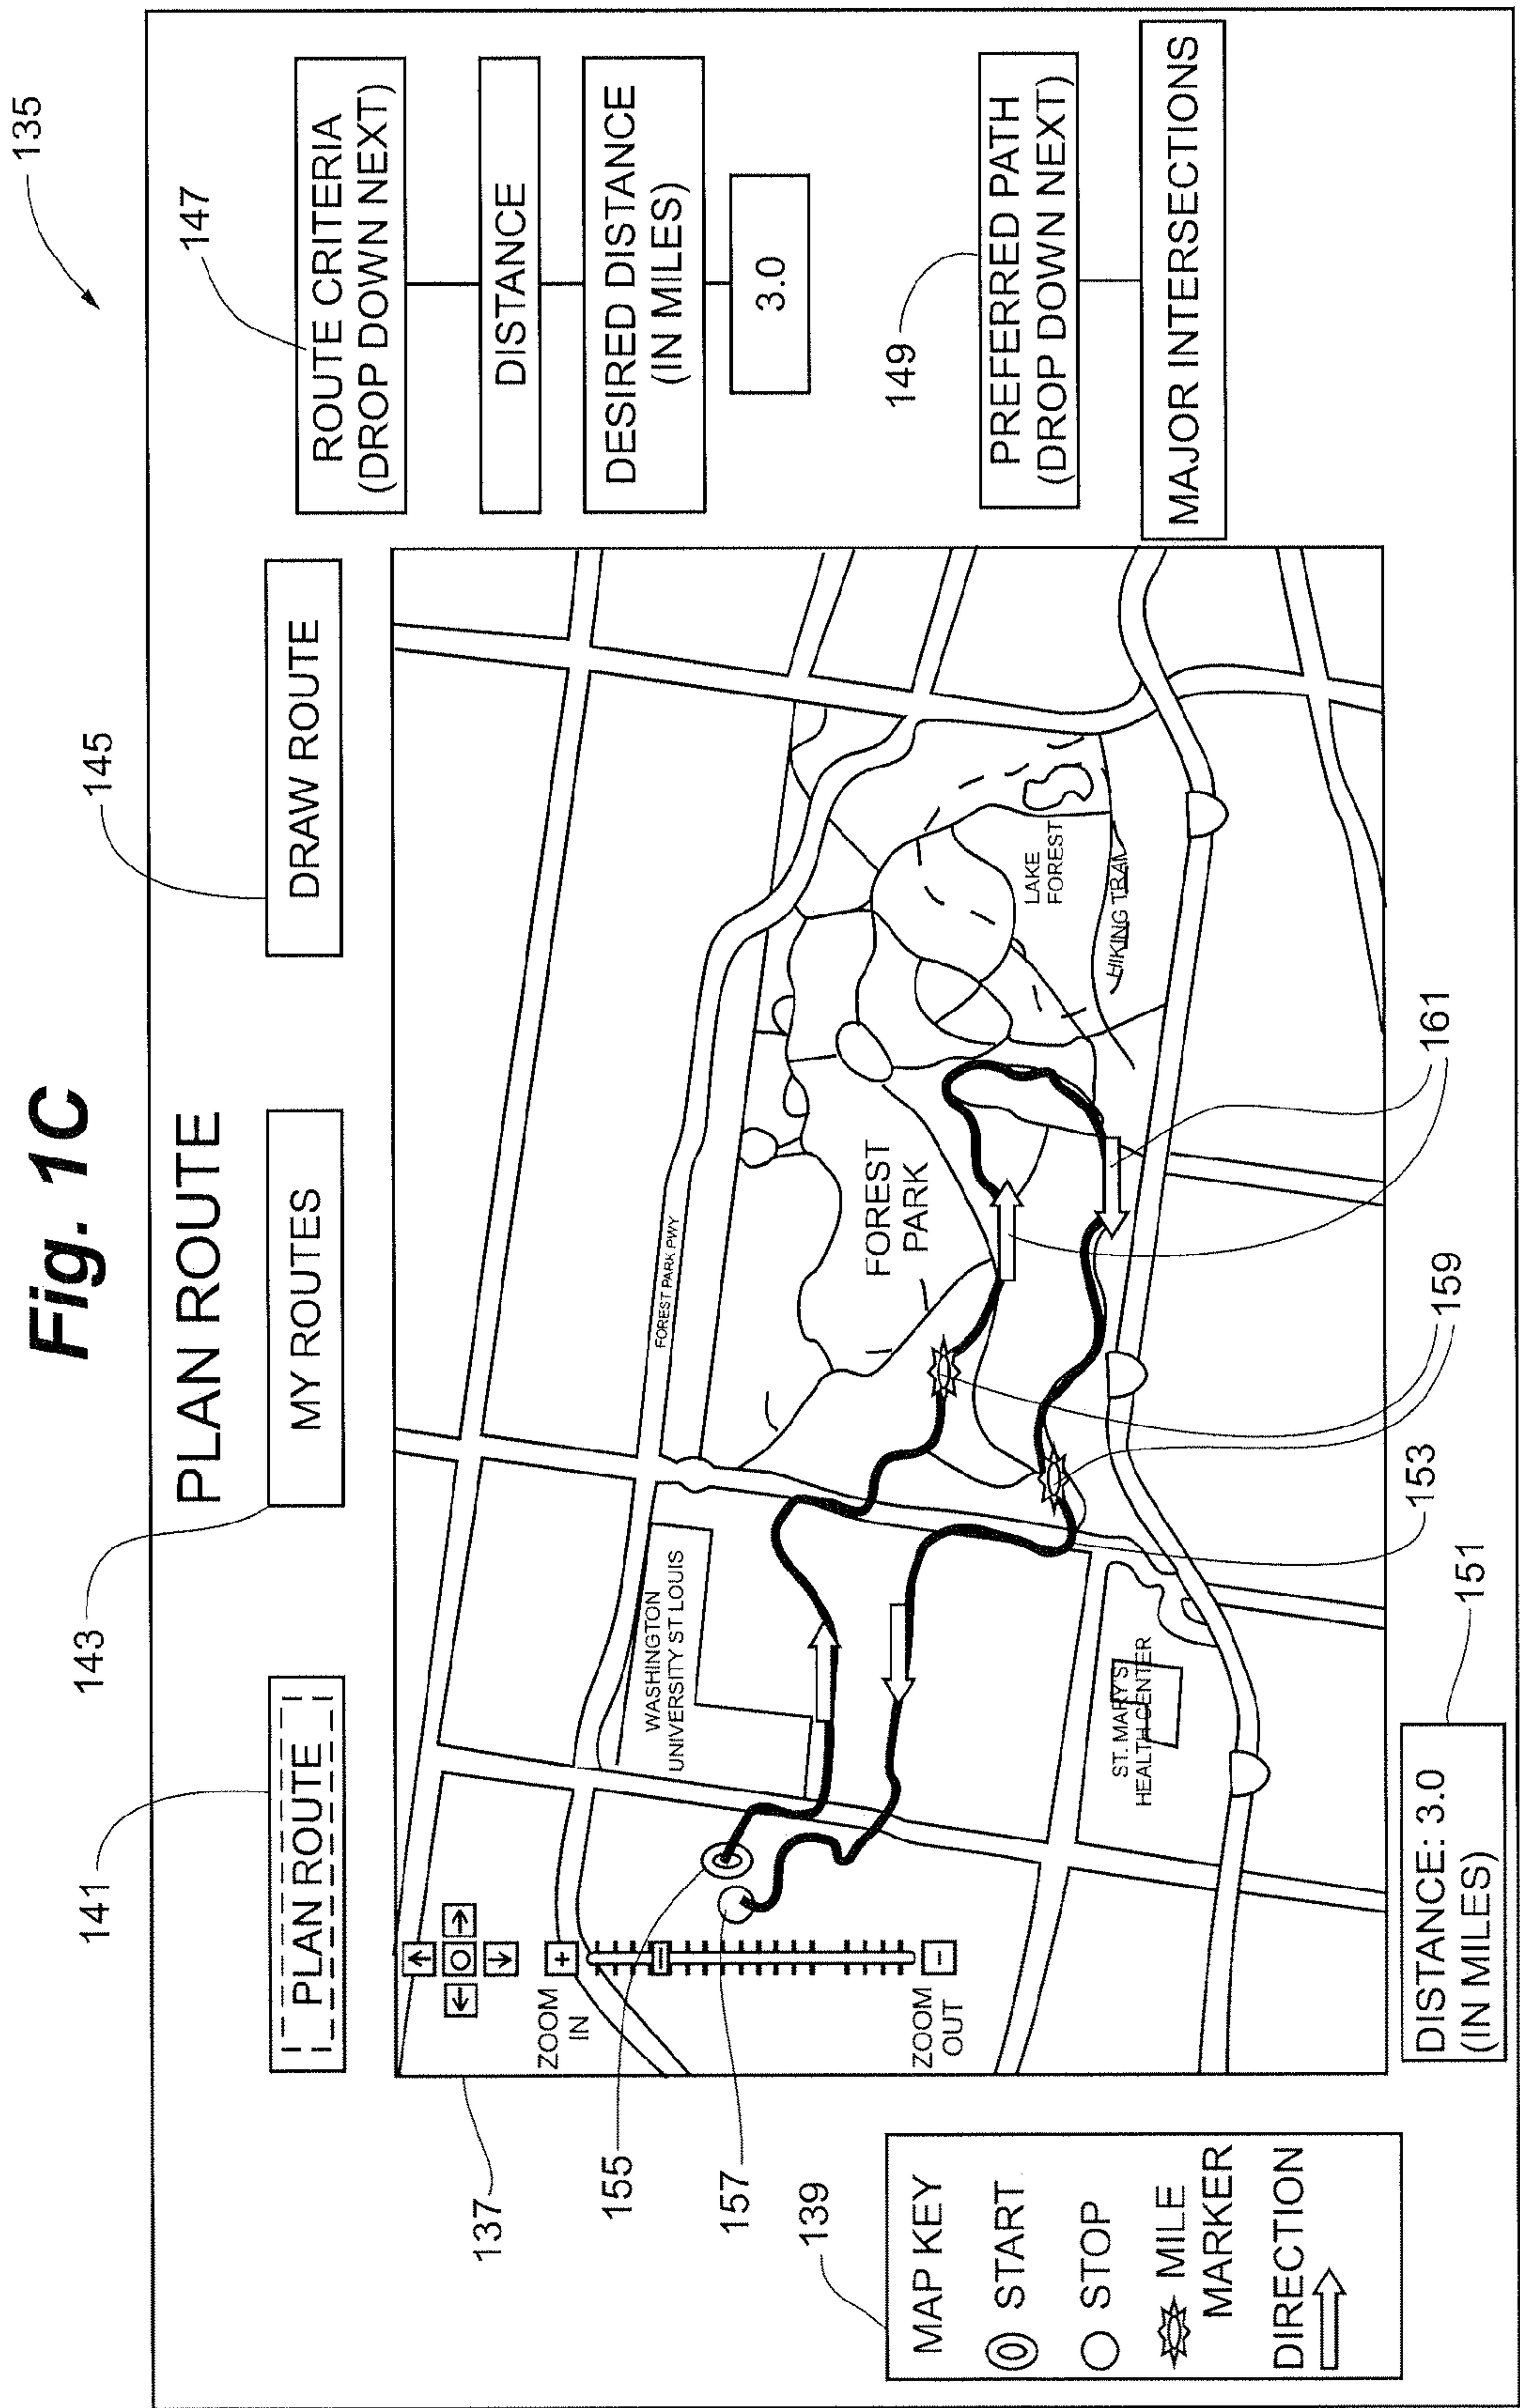 Fig. 1C
135
PLAN ROUTE
141
143
145
147
PLAN ROUTE
MY ROUTES
DRAW ROUTE
ROUTE CRITERIA
(DROP DOWN NEXT)
DISTANCE
DESIRED DISTANCE
(IN MILES)
3.0
149
PREFERRED PATH
(DROP DOWN NEXT)
MAJOR INTERSECTIONS
137
ZOOM
IN
+
ZOOM
OUT
-
155
157
139
MAP KEY
START
STOP
MILE
MARKER
DIRECTION
FOREST PARK PWY
WASHINGTON
UNIVERSITY ST LOUIS
FOREST
PARK
LAKE
FOREST
HIKING TRAIL
ST. MARY'S
HEALTH CENTER
DISTANCE: 3.0
(IN MILES)
151
153
159
161